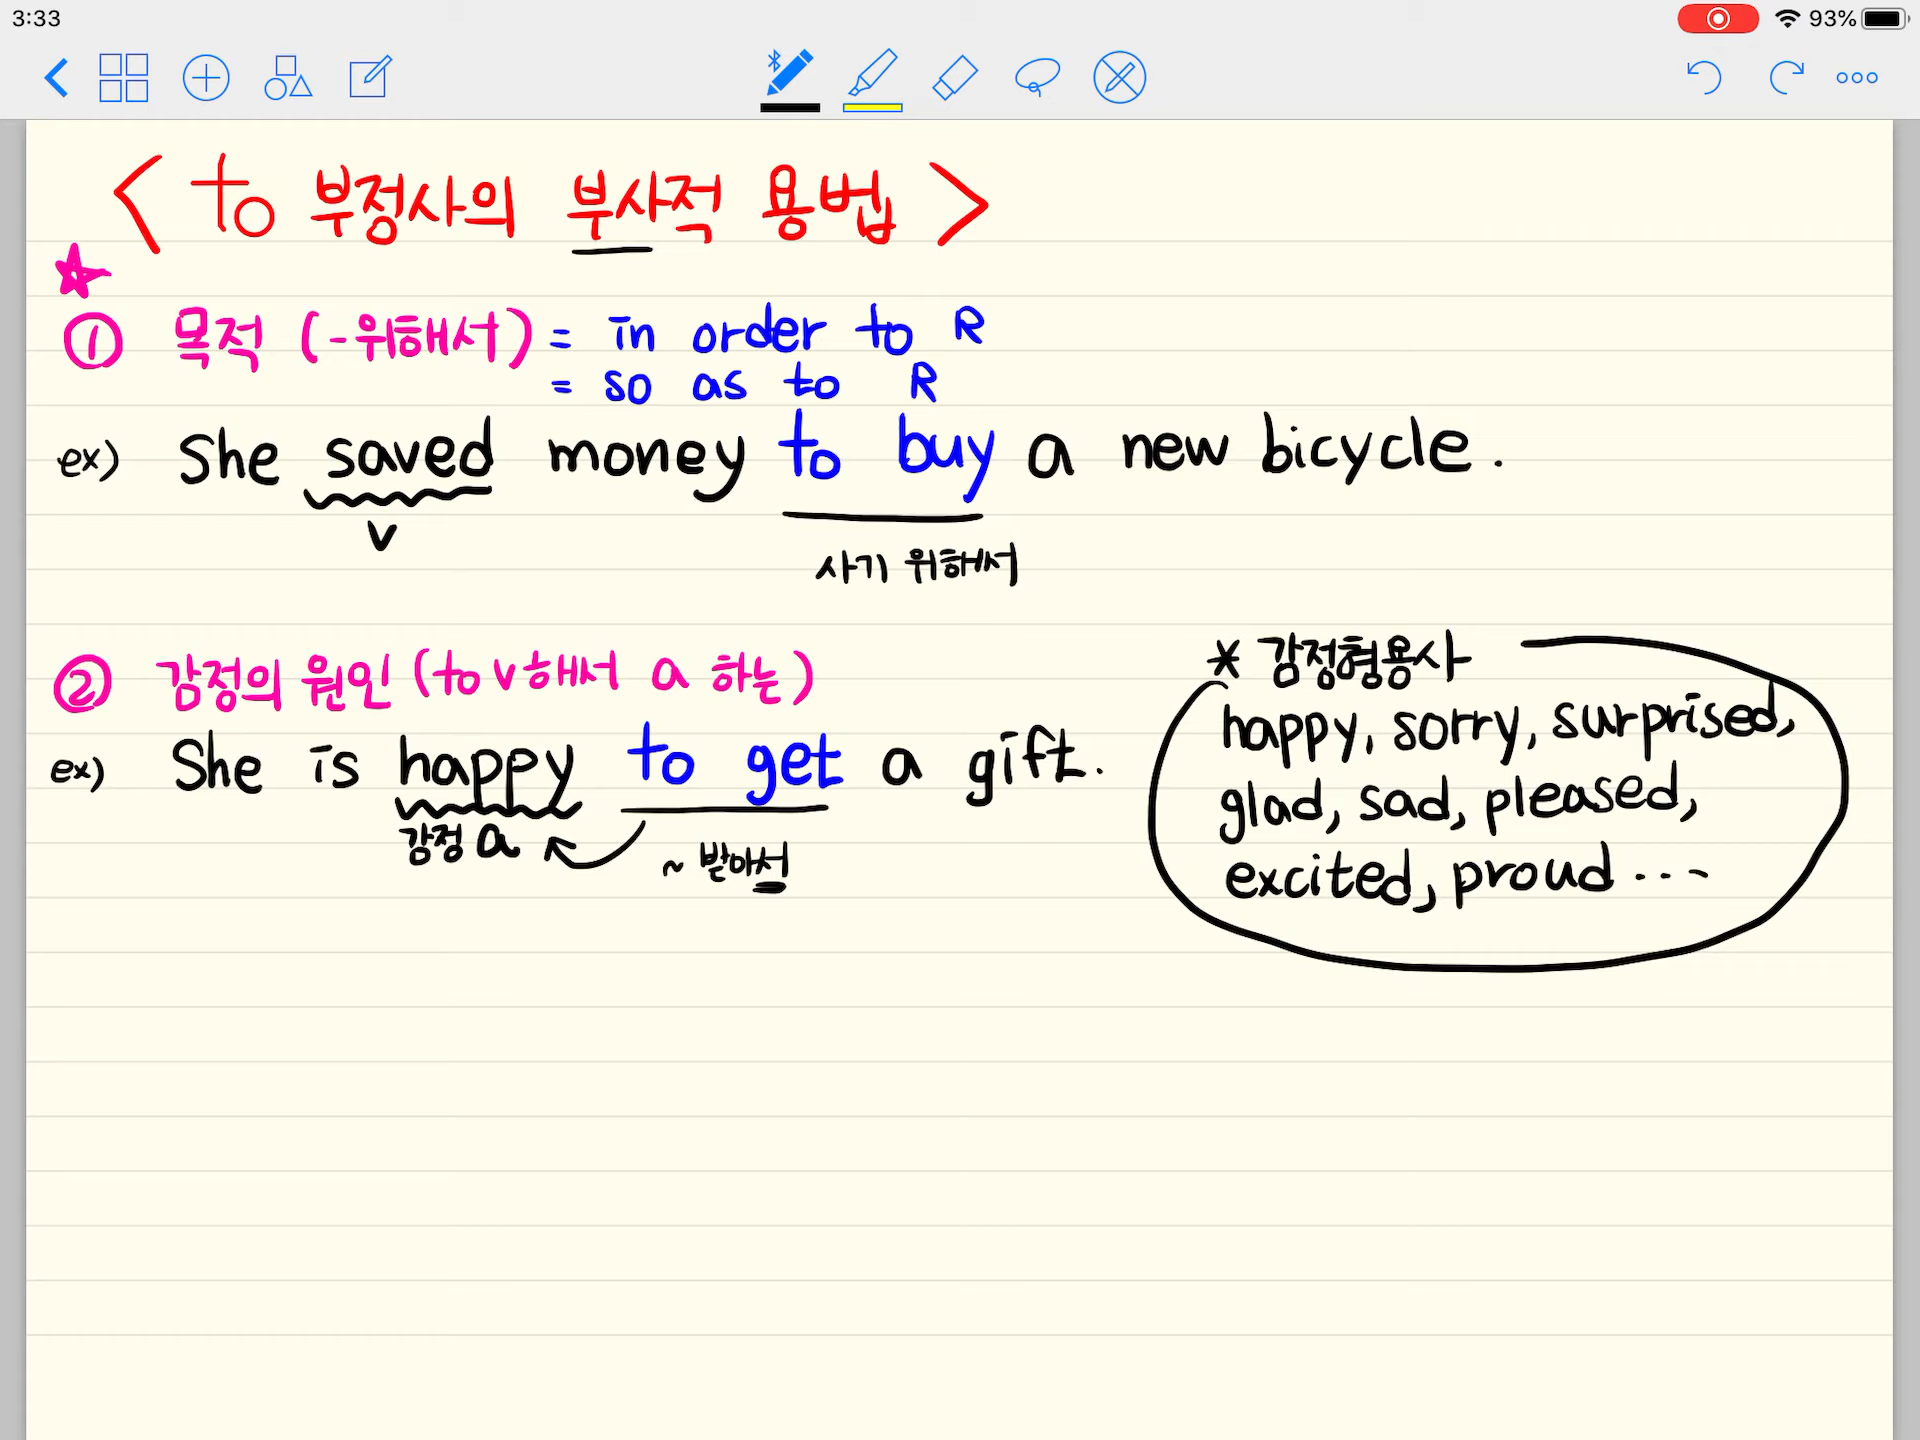 3:33
93%
< to 부정사의 부사적 용법 >
① 목적 (-위해서) = in order to R
= so as to R
ex) She saved money to buy a new bicycle.
v
사기 위해서
② 감정의 원인 (to v해서 a 하는)
ex) She is happy to get a gift.
감정 a
~ 받아서
* 감정형용사
happy, sorry, surprised,
glad, sad, pleased,
excited, proud ···